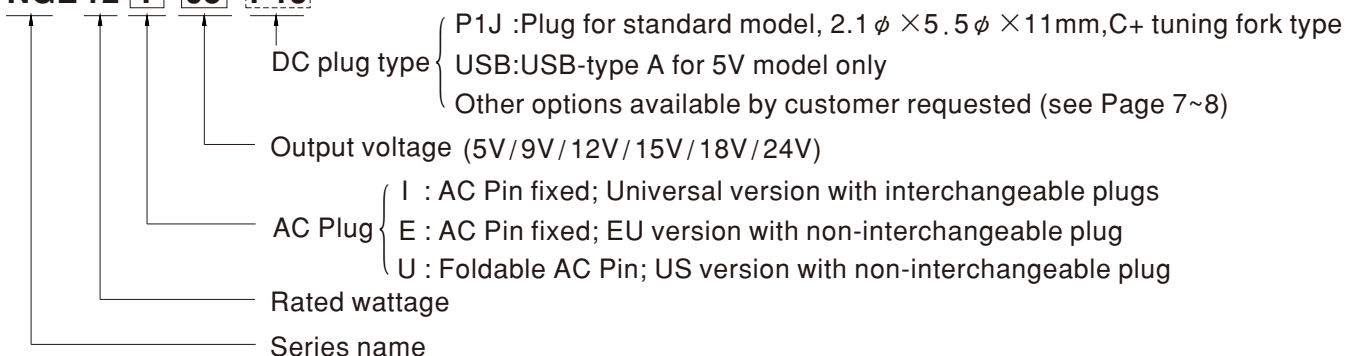 P1J :Plug for standard model, 2.1φ×5.5φ×11mm,C+ tuning fork type
DC plug type
USB:USB-type A for 5V model only
Other options available by customer requested (see Page 7~8)
Output voltage (5V/9V/12V/15V/18V/24V)
I : AC Pin fixed; Universal version with interchangeable plugs
AC Plug
E : AC Pin fixed; EU version with non-interchangeable plug
U : Foldable AC Pin; US version with non-interchangeable plug
Rated wattage
Series name